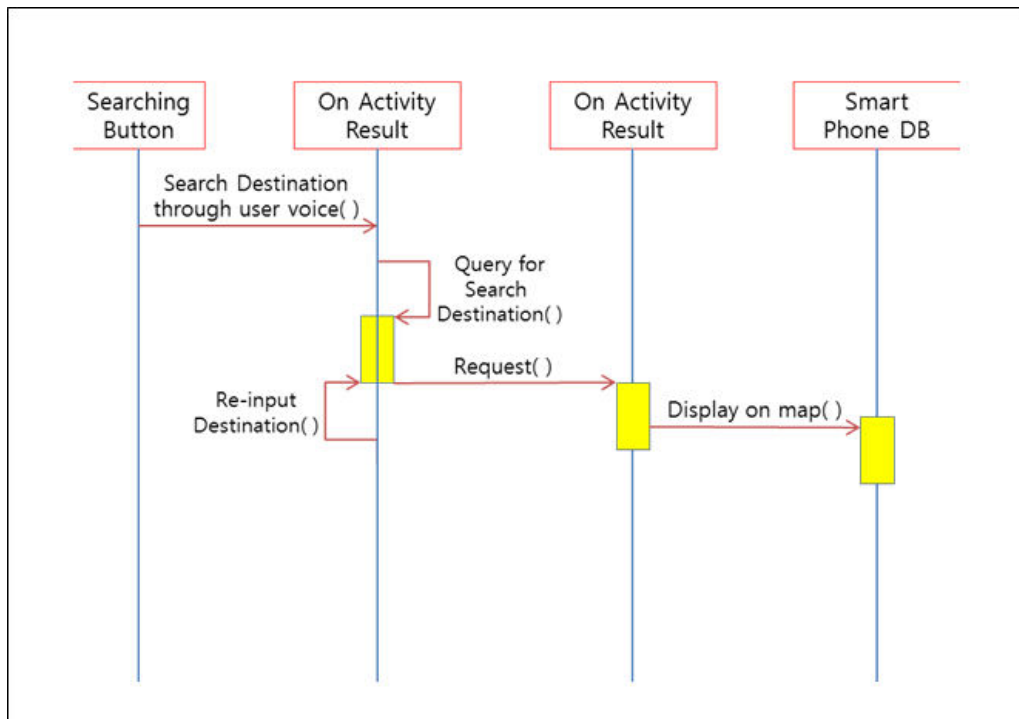 Searching
Button
On Activity
Result
On Activity
Result
Smart
Phone DB
Search Destination
through user voice( )
Query for
Search
Destination( )
Request( )
Re-input
Destination( )
Display on map( )